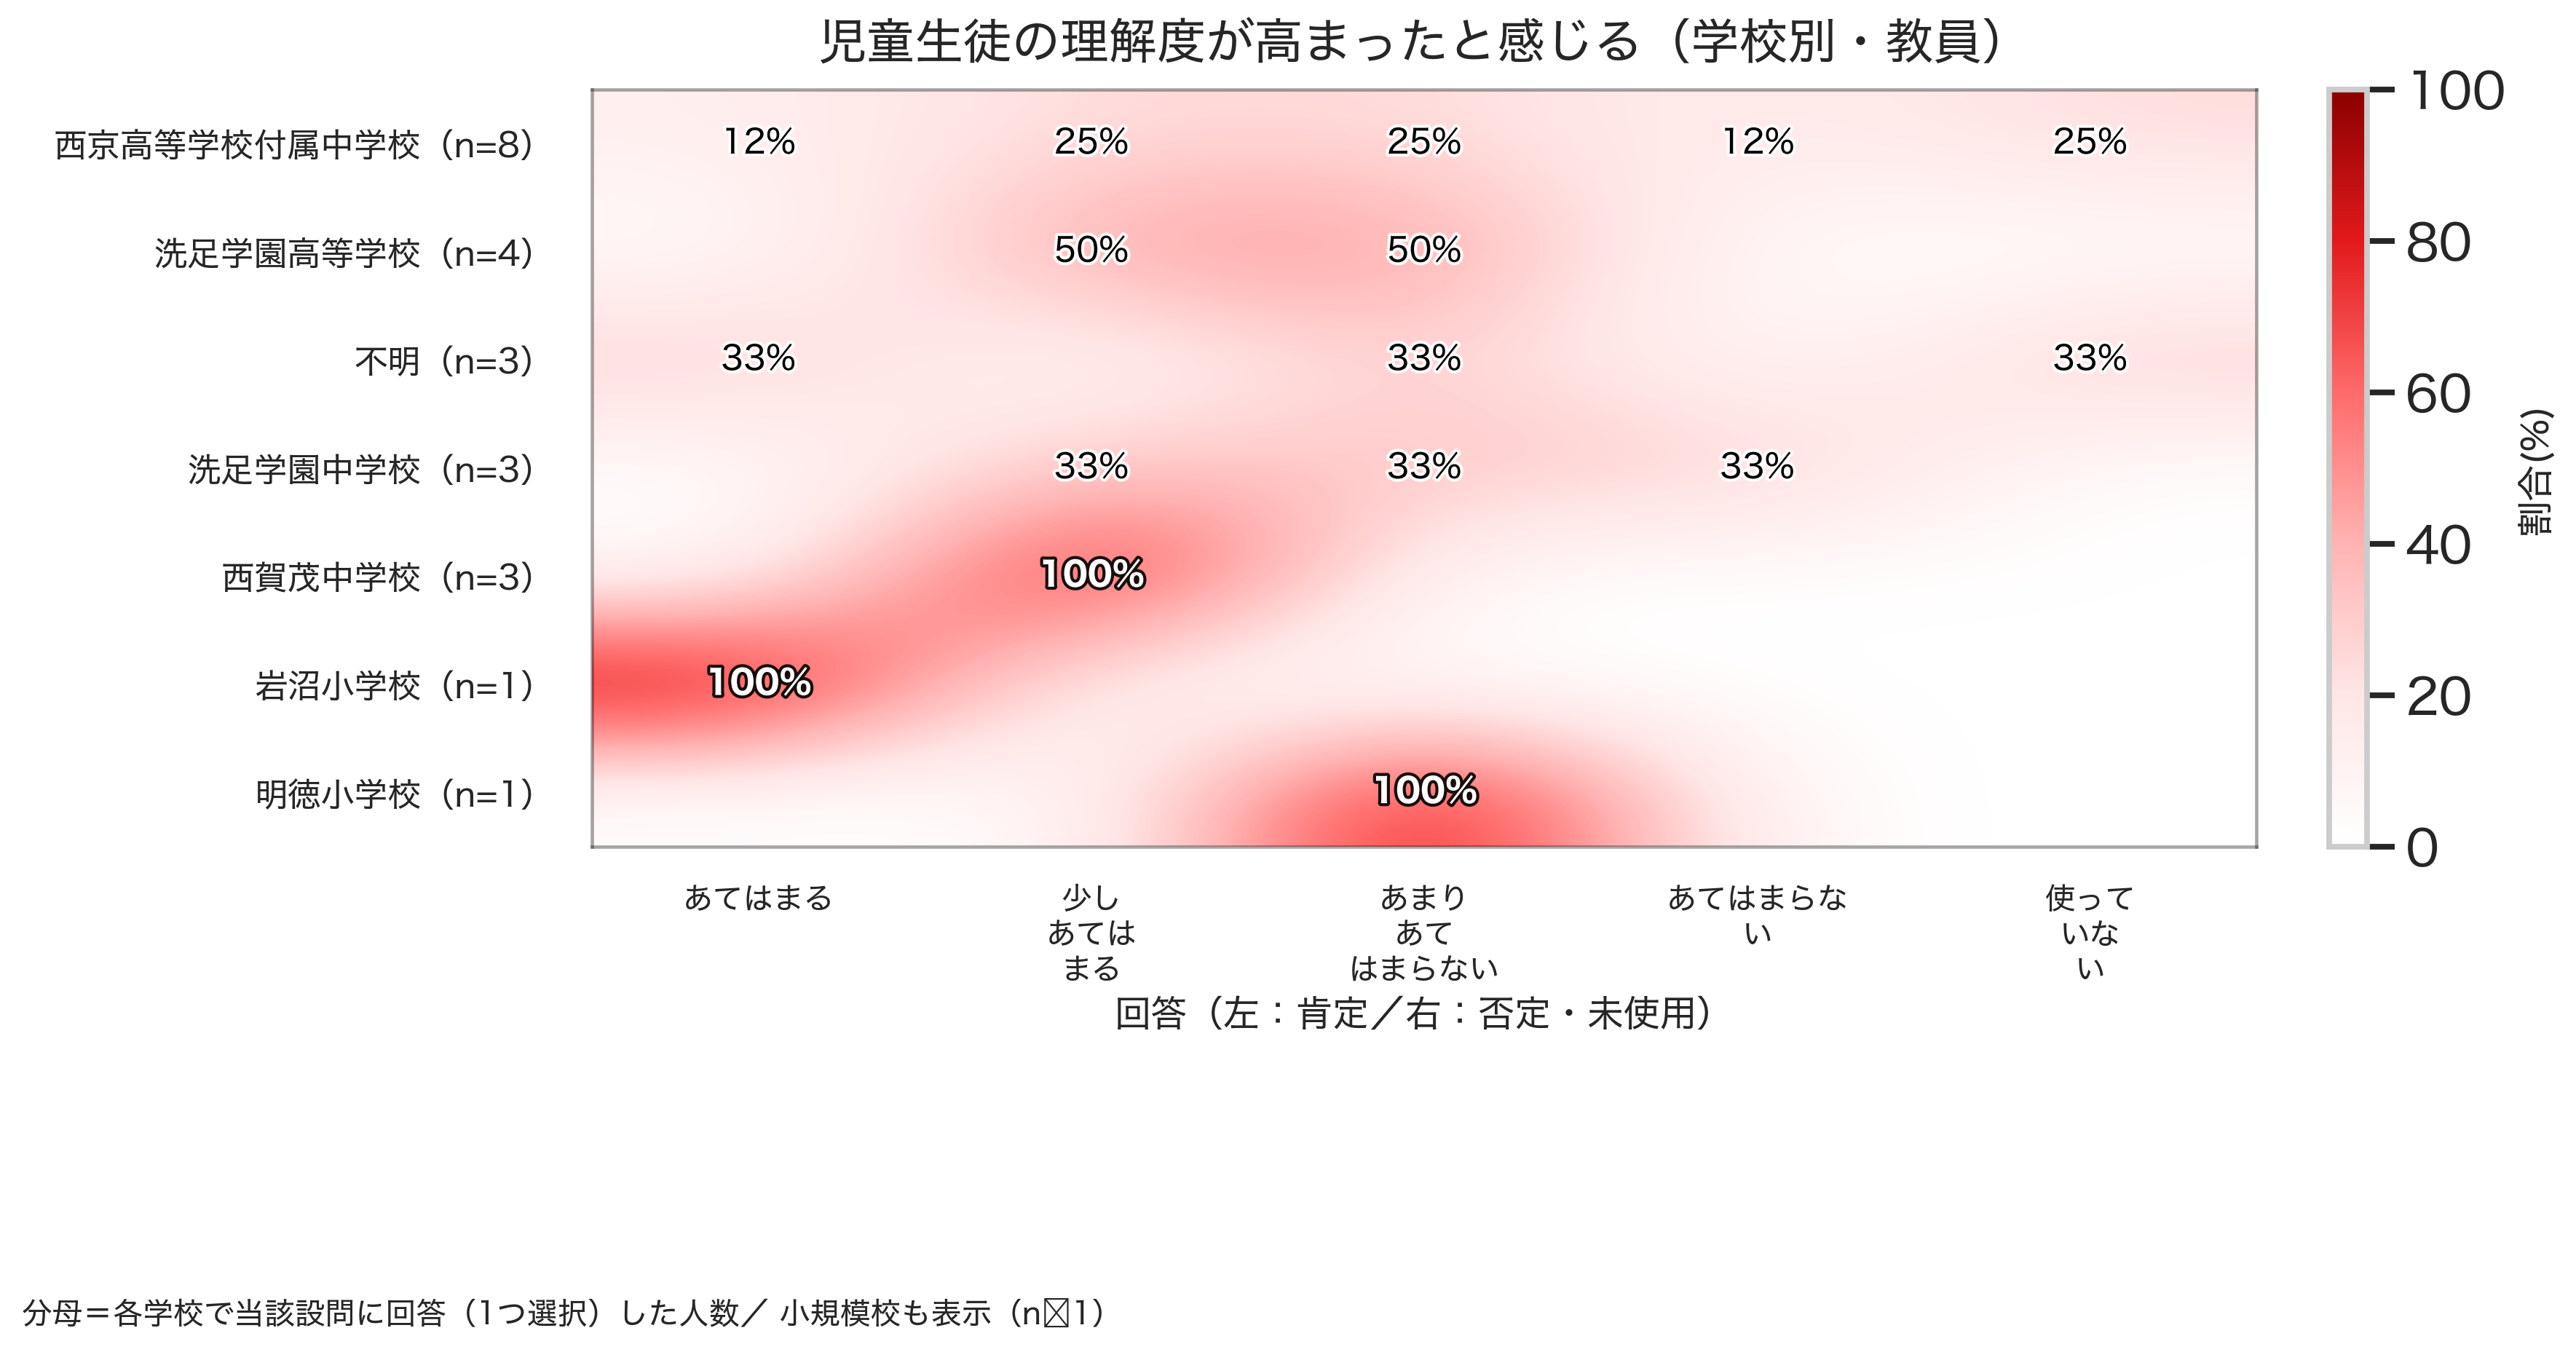 児童生徒の理解度が高まったと感じる（学校別・教員）
西京高等学校付属中学校（n=8）
12%
25%
25%
12%
25%
洗足学園高等学校（n=4）
50%
50%
不明（n=3）
33%
33%
33%
洗足学園中学校（n=3）
33%
33%
33%
西賀茂中学校（n=3）
100%
岩沼小学校（n=1）
100%
明徳小学校（n=1）
100%
あてはまる
少し
あては
まる
あまり
あて
はまらない
あてはまらな
い
使って
いな
い
回答（左：肯定／右：否定・未使用）
100
80
60
40
20
0
割合(%)
分母＝各学校で当該設問に回答（1つ選択）した人数／ 小規模校も表示（n☒1）